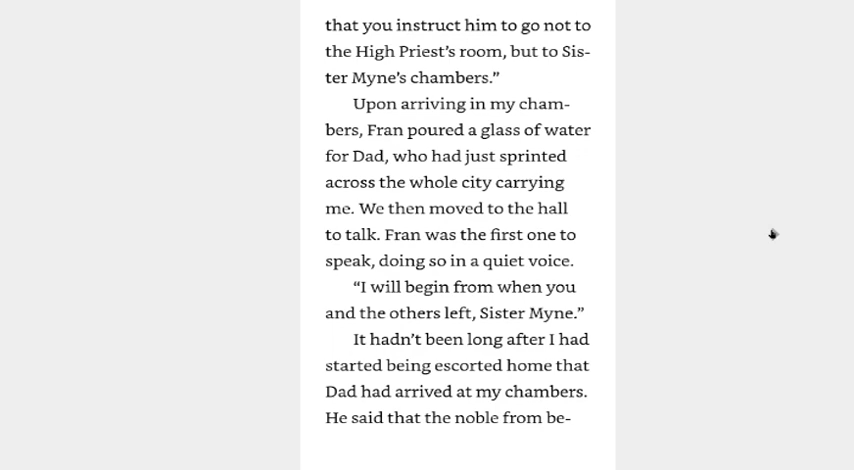 that you instruct him to go not to
the High Priest’s room, but to Sis-
ter Myne’s chambers.”
Upon arriving in my cham-
bers, Fran poured a glass of water
for Dad, who had just sprinted
across the whole city carrying
me. We then moved to the hall
to talk. Fran was the first one to
speak, doing so in a quiet voice.
“I will begin from when you
and the others left, Sister Myne.”
It hadn’t been long after I had
started being escorted home that
Dad had arrived at my chambers.
He said that the noble from be-